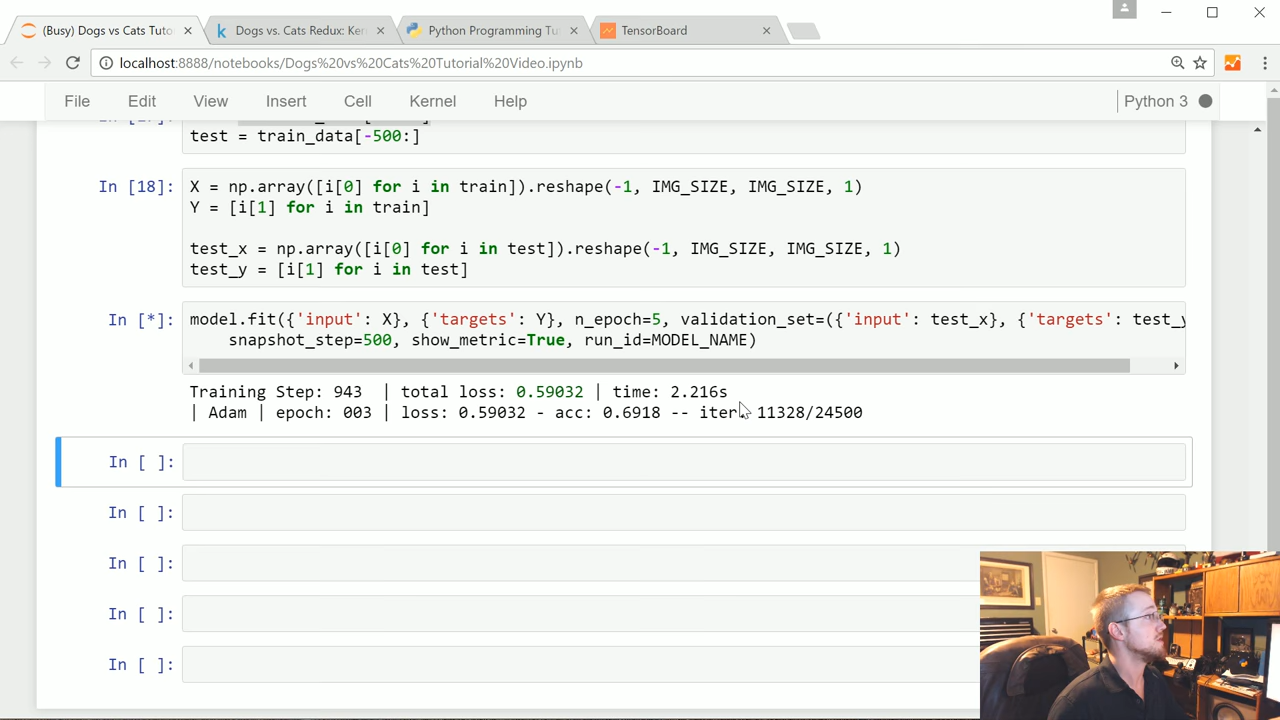 (Busy) Dogs vs Cats Tuto
Dogs vs. Cats Redux: Ker
Python Programming Tu
TensorBoard
localhost:8888/notebooks/Dogs%20vs%20Cats%20Tutorial%20Video.ipynb
File Edit View Insert Cell Kernel Help
Python 3
test = train_data[-500:]
In [18]:
X = np.array([i[0] for i in train]).reshape(-1, IMG_SIZE, IMG_SIZE, 1)
Y = [i[1] for i in train]
test_x = np.array([i[0] for i in test]).reshape(-1, IMG_SIZE, IMG_SIZE, 1)
test_y = [i[1] for i in test]
In [*]:
model.fit({'input': X}, {'targets': Y}, n_epoch=5, validation_set=({'input': test_x}, {'targets': test_y
snapshot_step=500, show_metric=True, run_id=MODEL_NAME)
Training Step: 943 | total loss: 0.59032 | time: 2.216s
| Adam | epoch: 003 | loss: 0.59032 - acc: 0.6918 -- iter: 11328/24500
In [ ]:
In [ ]:
In [ ]:
In [ ]:
In [ ]: